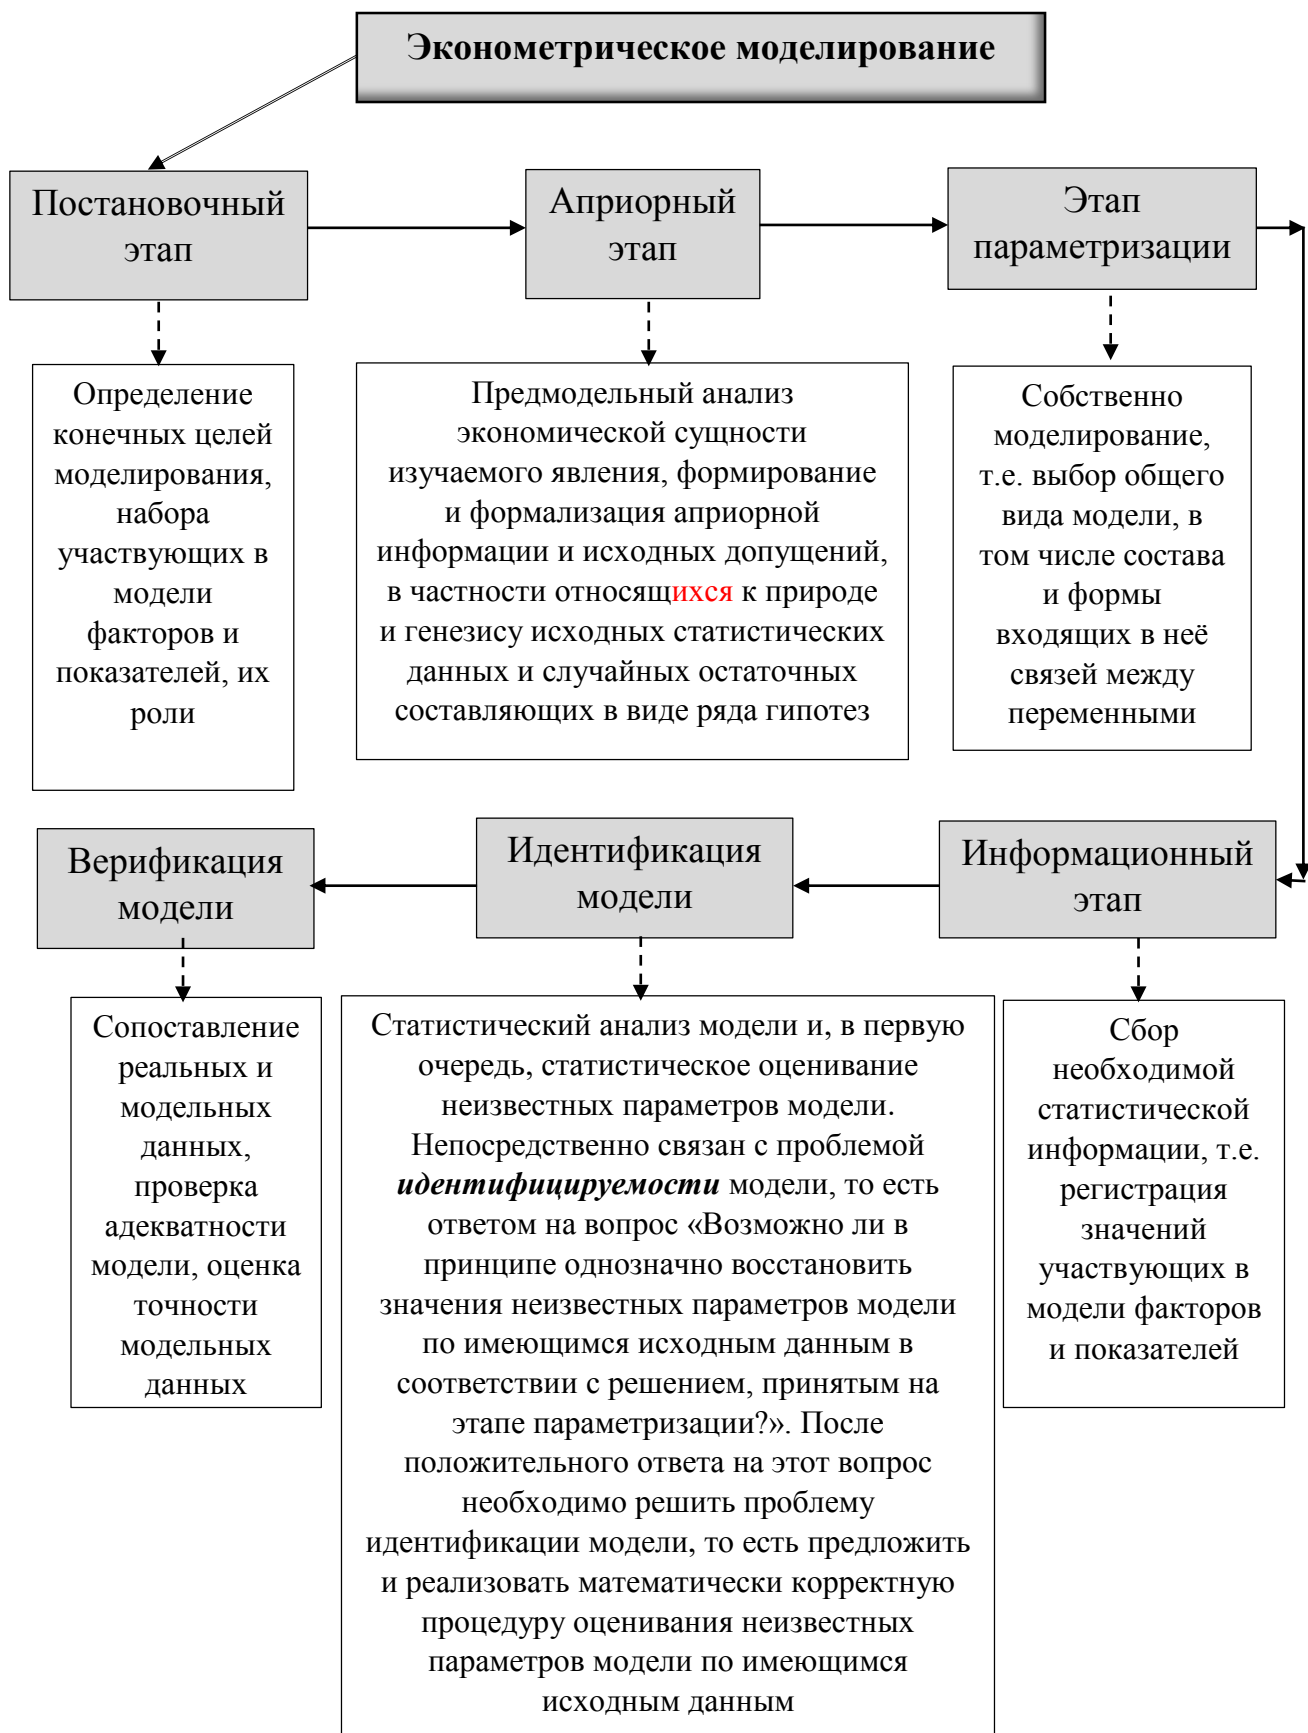 Эконометрическое моделирование
Постановочный
этап
Априорный
этап
Этап
параметризации
Определение
конечных целей
моделирования,
набора
участвующих в
модели
факторов и
показателей, их
роли
Предмодельный анализ
экономической сущности
изучаемого явления, формирование
и формализация априорной
информации и исходных допущений,
в частности относящихся к природе
и генезису исходных статистических
данных и случайных остаточных
составляющих в виде ряда гипотез
Собственно
моделирование,
т.е. выбор общего
вида модели, в
том числе состава
и формы
входящих в неё
связей между
переменными
Верификация
модели
Идентификация
модели
Информационный
этап
Сопоставление
реальных и
модельных
данных,
проверка
адекватности
модели, оценка
точности
модельных
данных
Статистический анализ модели и, в первую
очередь, статистическое оценивание
неизвестных параметров модели.
Непосредственно связан с проблемой
идентифицируемости модели, то есть
ответом на вопрос «Возможно ли в
принципе однозначно восстановить
значения неизвестных параметров модели
по имеющимся исходным данным в
соответствии с решением, принятым на
этапе параметризации?». После
положительного ответа на этот вопрос
необходимо решить проблему
идентификации модели, то есть предложить
и реализовать математически корректную
процедуру оценивания неизвестных
параметров модели по имеющимся
исходным данным
Сбор
необходимой
статистической
информации, т.е.
регистрация
значений
участвующих в
модели факторов
и показателей